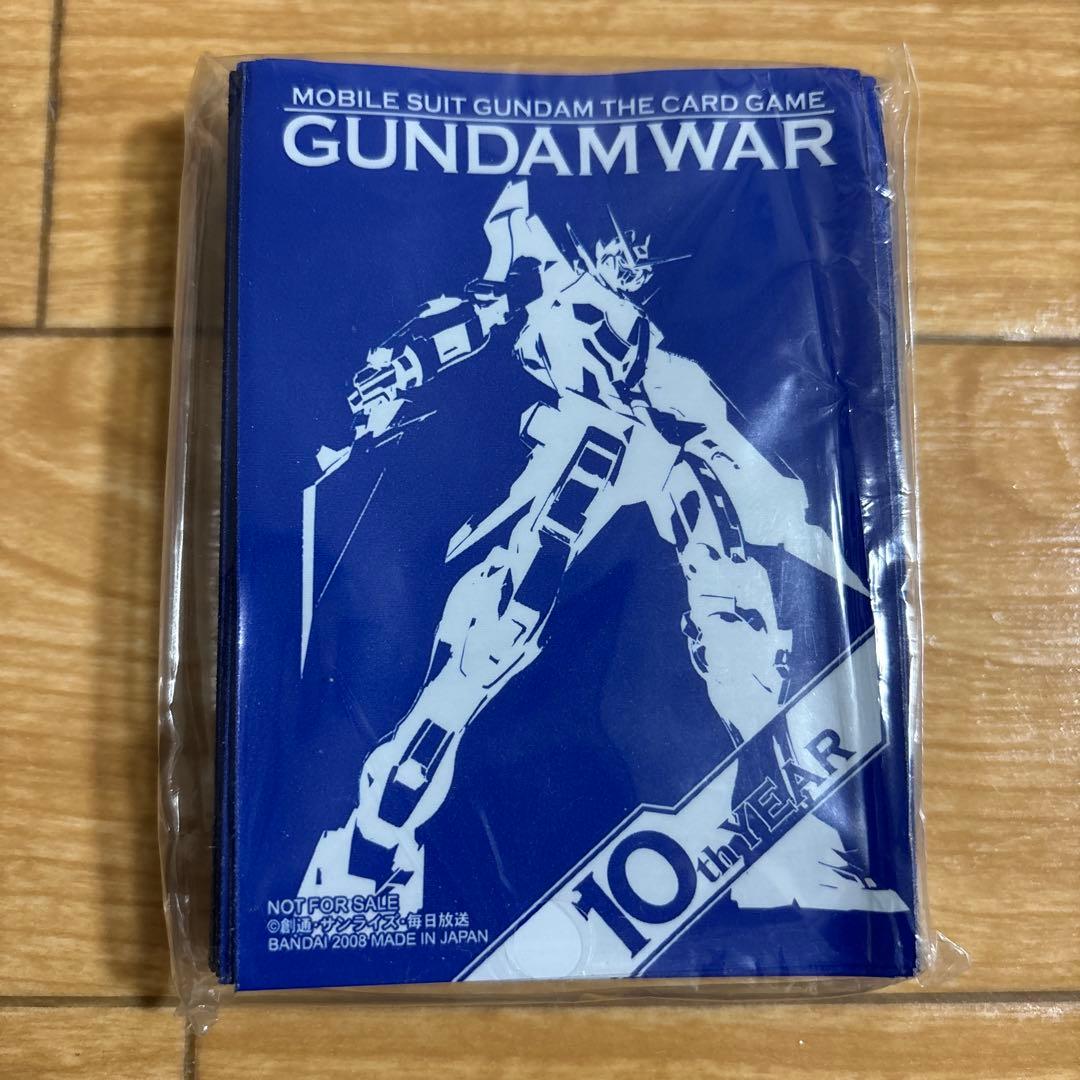 MOBILE SUIT GUNDAM THE CARD GAME
GUNDAM WAR
10th YEAR
NOT FOR SALE
©創通・サンライズ・毎日放送
BANDAI 2008 MADE IN JAPAN